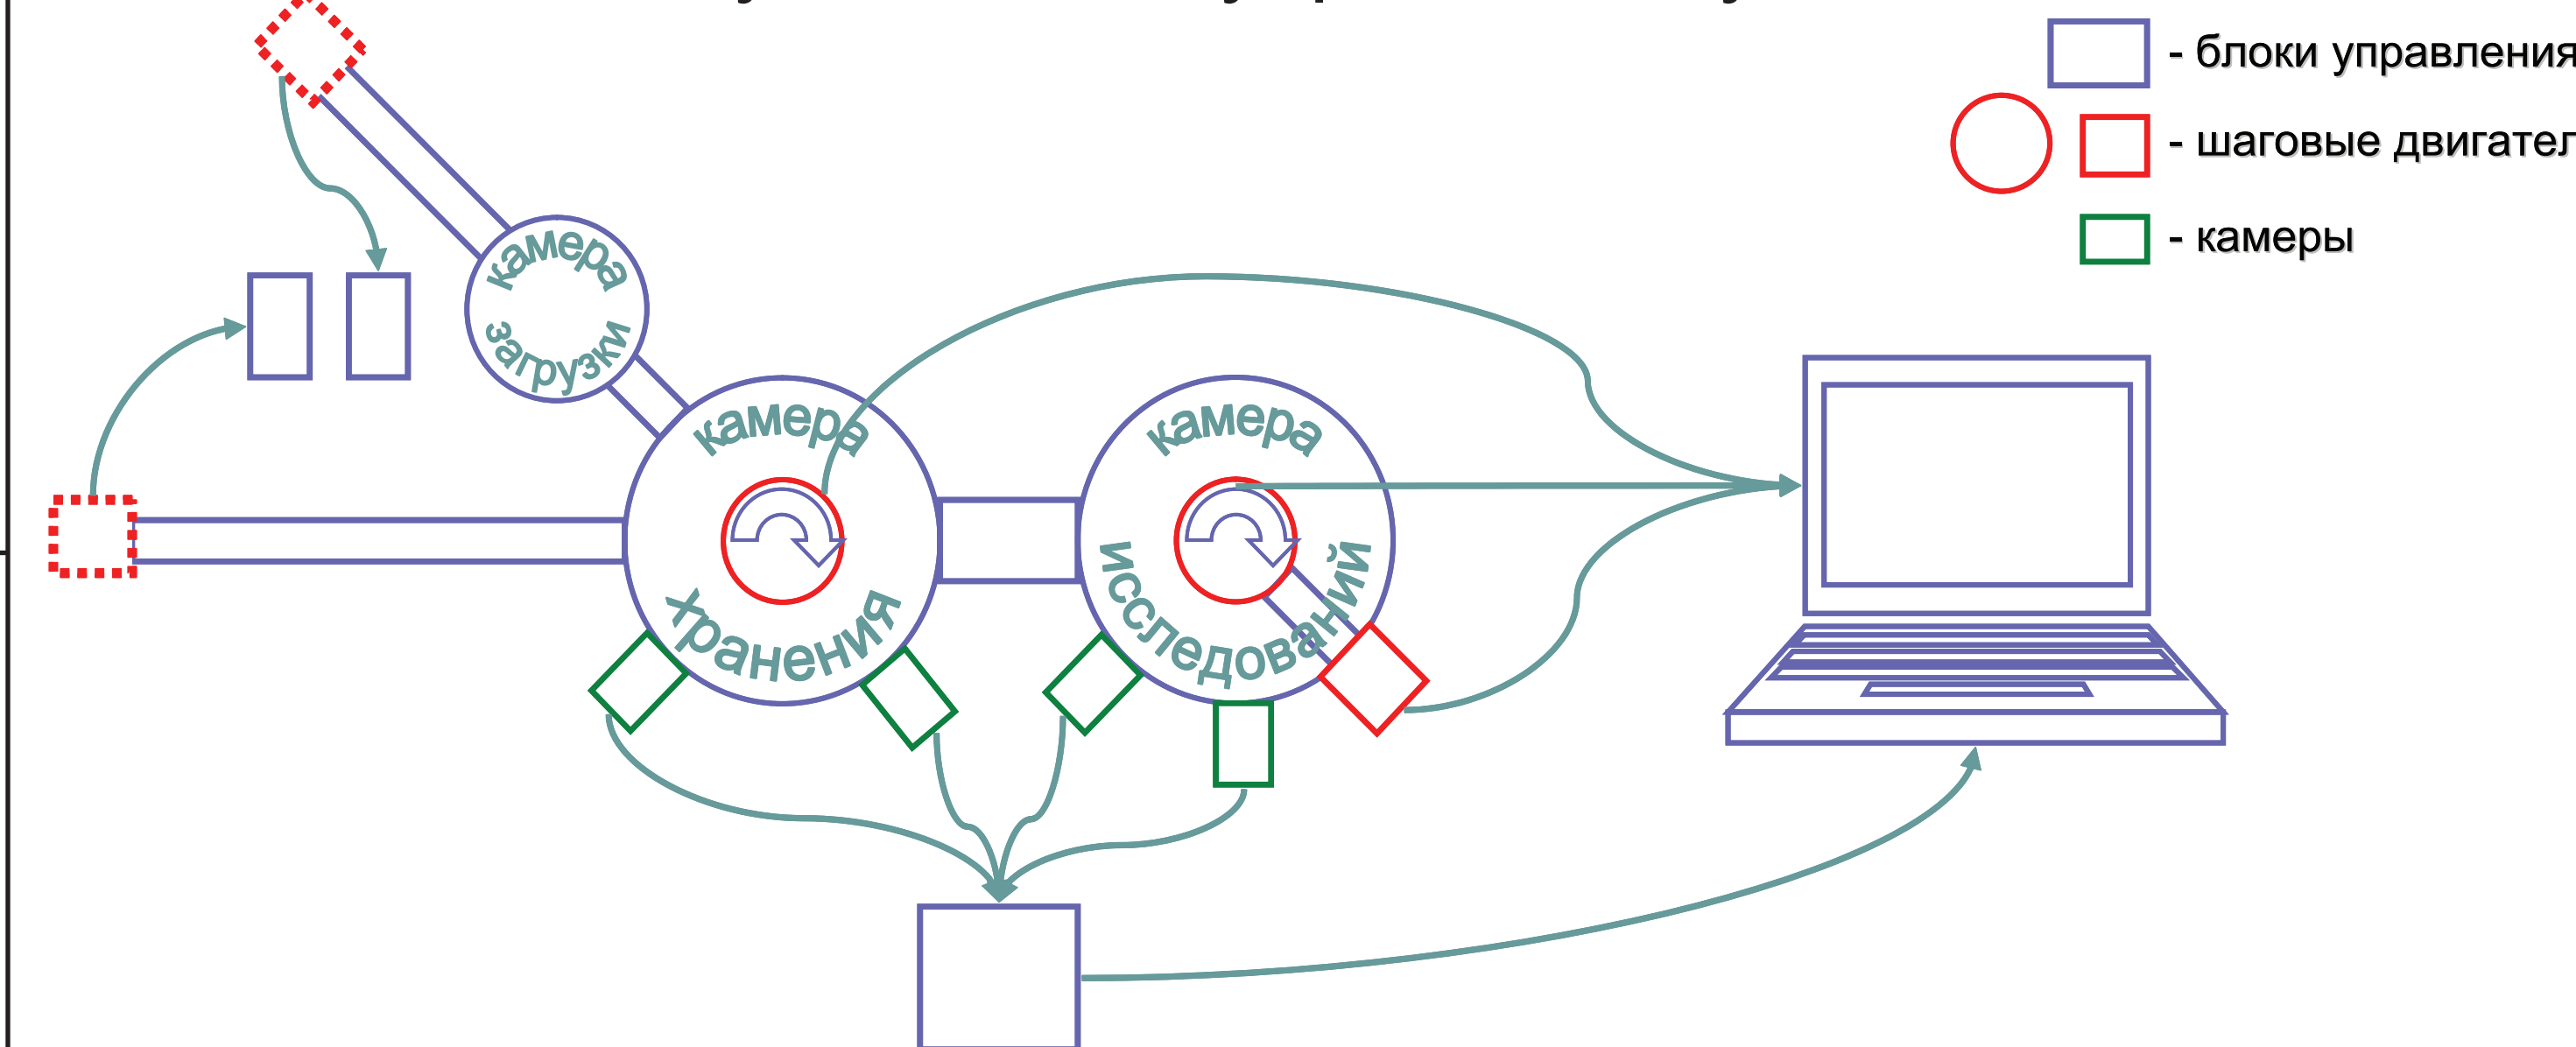 - блоки управления
- шаговые двигател
- камеры
камера
загрузки
камера
хранения
камера
исследований